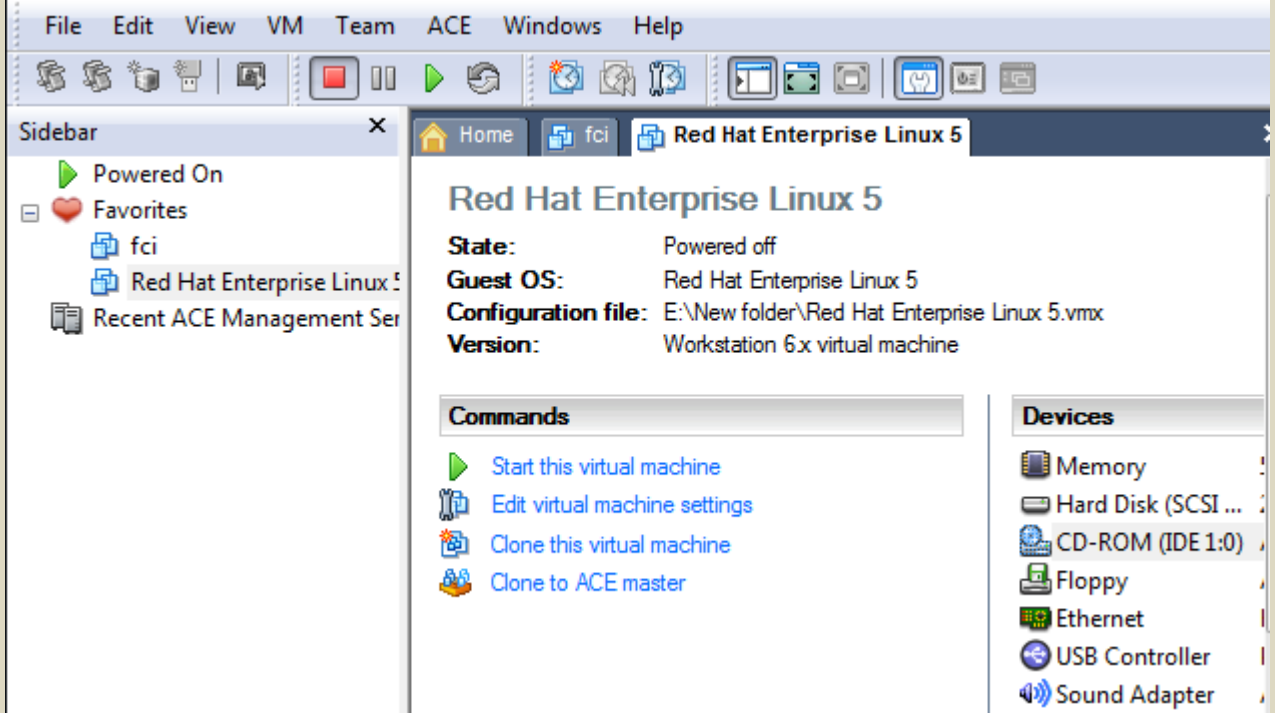 File Edit View VM Team ACE Windows Help
Sidebar
Powered On
Favorites
fci
Red Hat Enterprise Linux
Recent ACE Management
Home fci Red Hat Enterprise Linux 5
Red Hat Enterprise Linux 5
State: Powered off
Guest OS: Red Hat Enterprise Linux 5
Configuration file: E:\New folder\Red Hat Enterprise Linux 5.vmx
Version: Workstation 6.x virtual machine
Commands
Start this virtual machine
Edit virtual machine settings
Clone this virtual machine
Clone to ACE master
Devices
Memory
Hard Disk (SCSI ...
CD-ROM (IDE 1:0)
Floppy
Ethernet
USB Controller
Sound Adapter